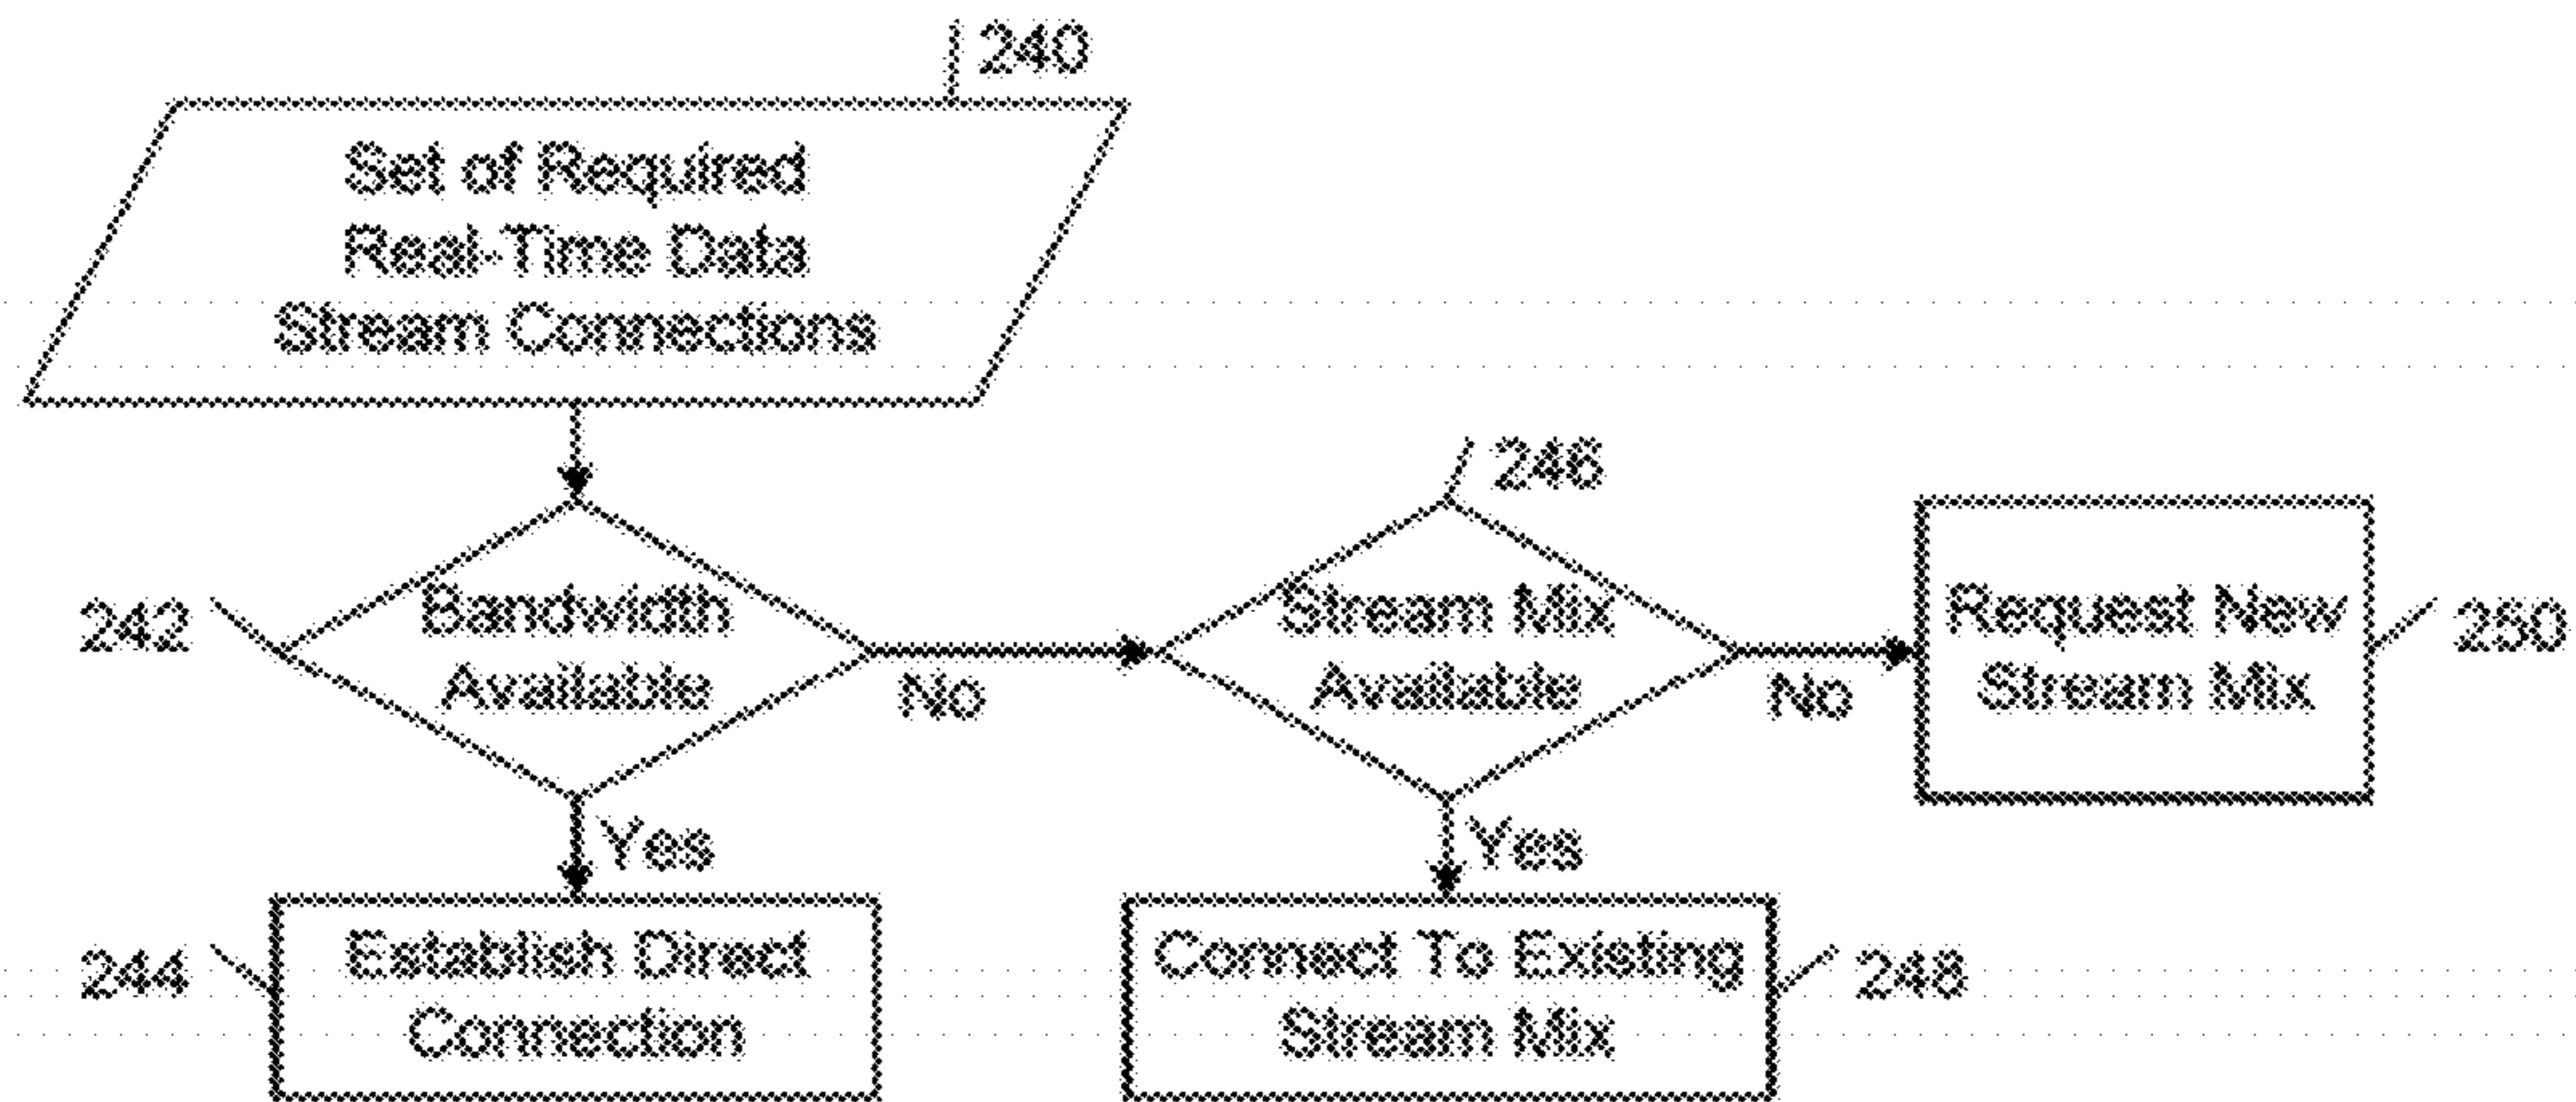 240
Set of Required
Real-Time Data
Stream Connections
242
Bandwidth
Available
No
Yes
246
Stream Mix
Available
No
Yes
Request New
Stream Mix
250
244
Establish Direct
Connection
Connect To Existing
Stream Mix
248